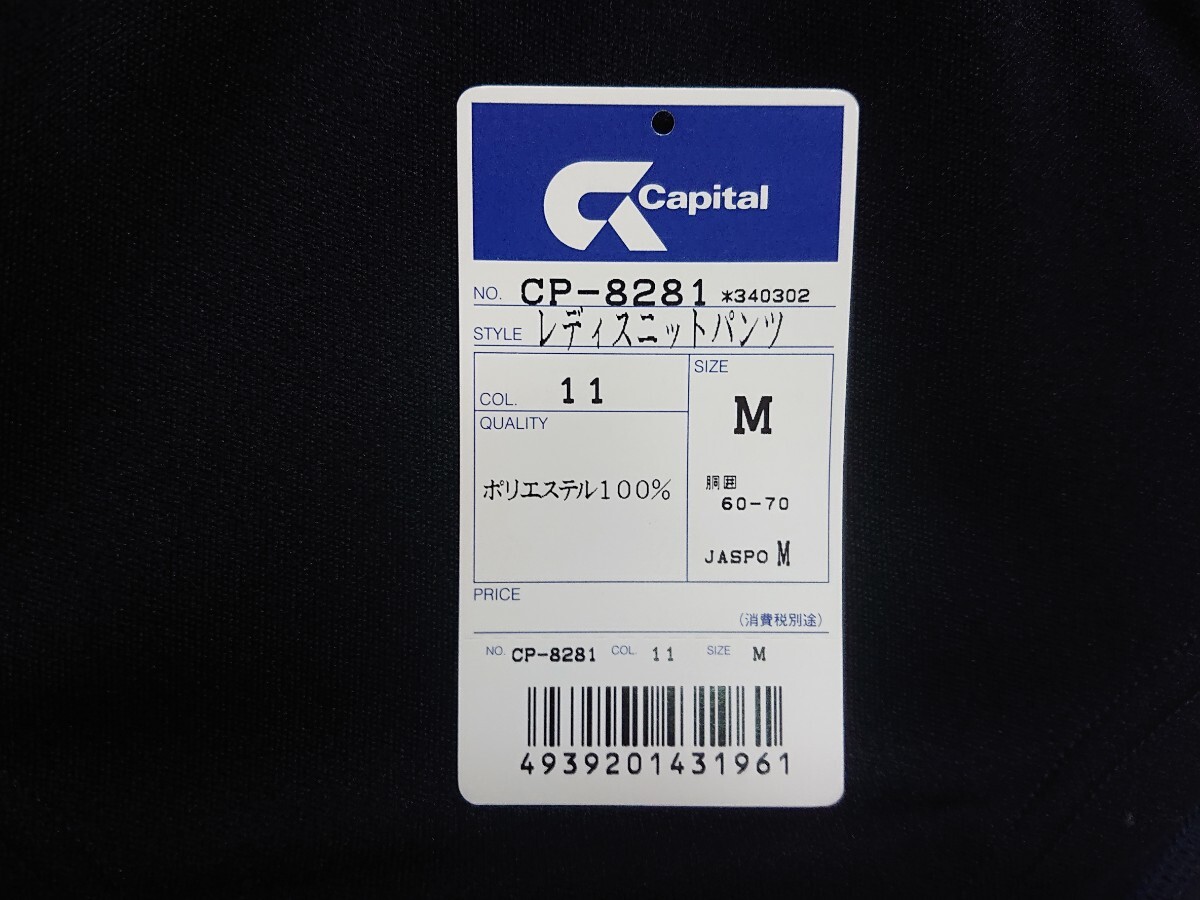 Capital
NO. CP-8281 *340302
STYLE レディスニットパンツ
COL. 11
QUALITY
ポリエステル100%
SIZE
M
胴囲
60-70
JASPO M
PRICE
(消費税別途)
NO. CP-8281 COL. 11 SIZE M
4939201431961